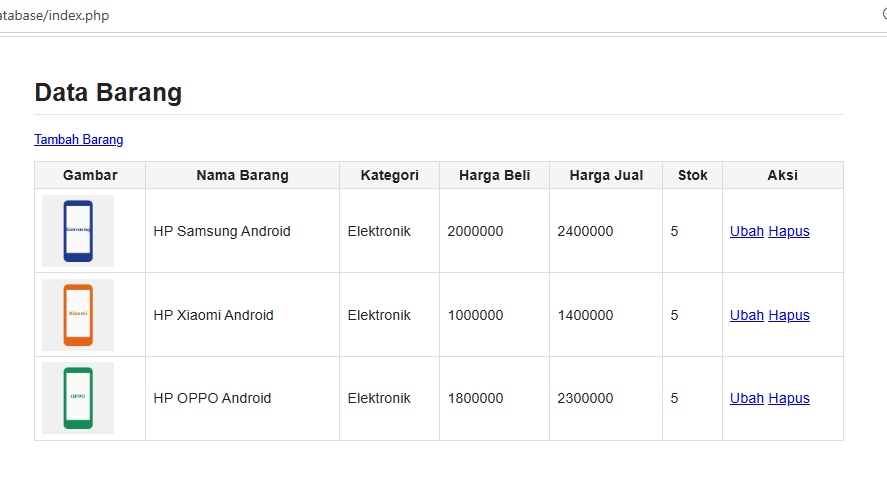 atabase/index.php
Data Barang
Tambah Barang
Gambar Nama Barang Kategori Harga Beli Harga Jual Stok Aksi
Samsung HP Samsung Android Elektronik 2000000 2400000 5 Ubah Hapus
Xiaomi HP Xiaomi Android Elektronik 1000000 1400000 5 Ubah Hapus
OPPO HP OPPO Android Elektronik 1800000 2300000 5 Ubah Hapus